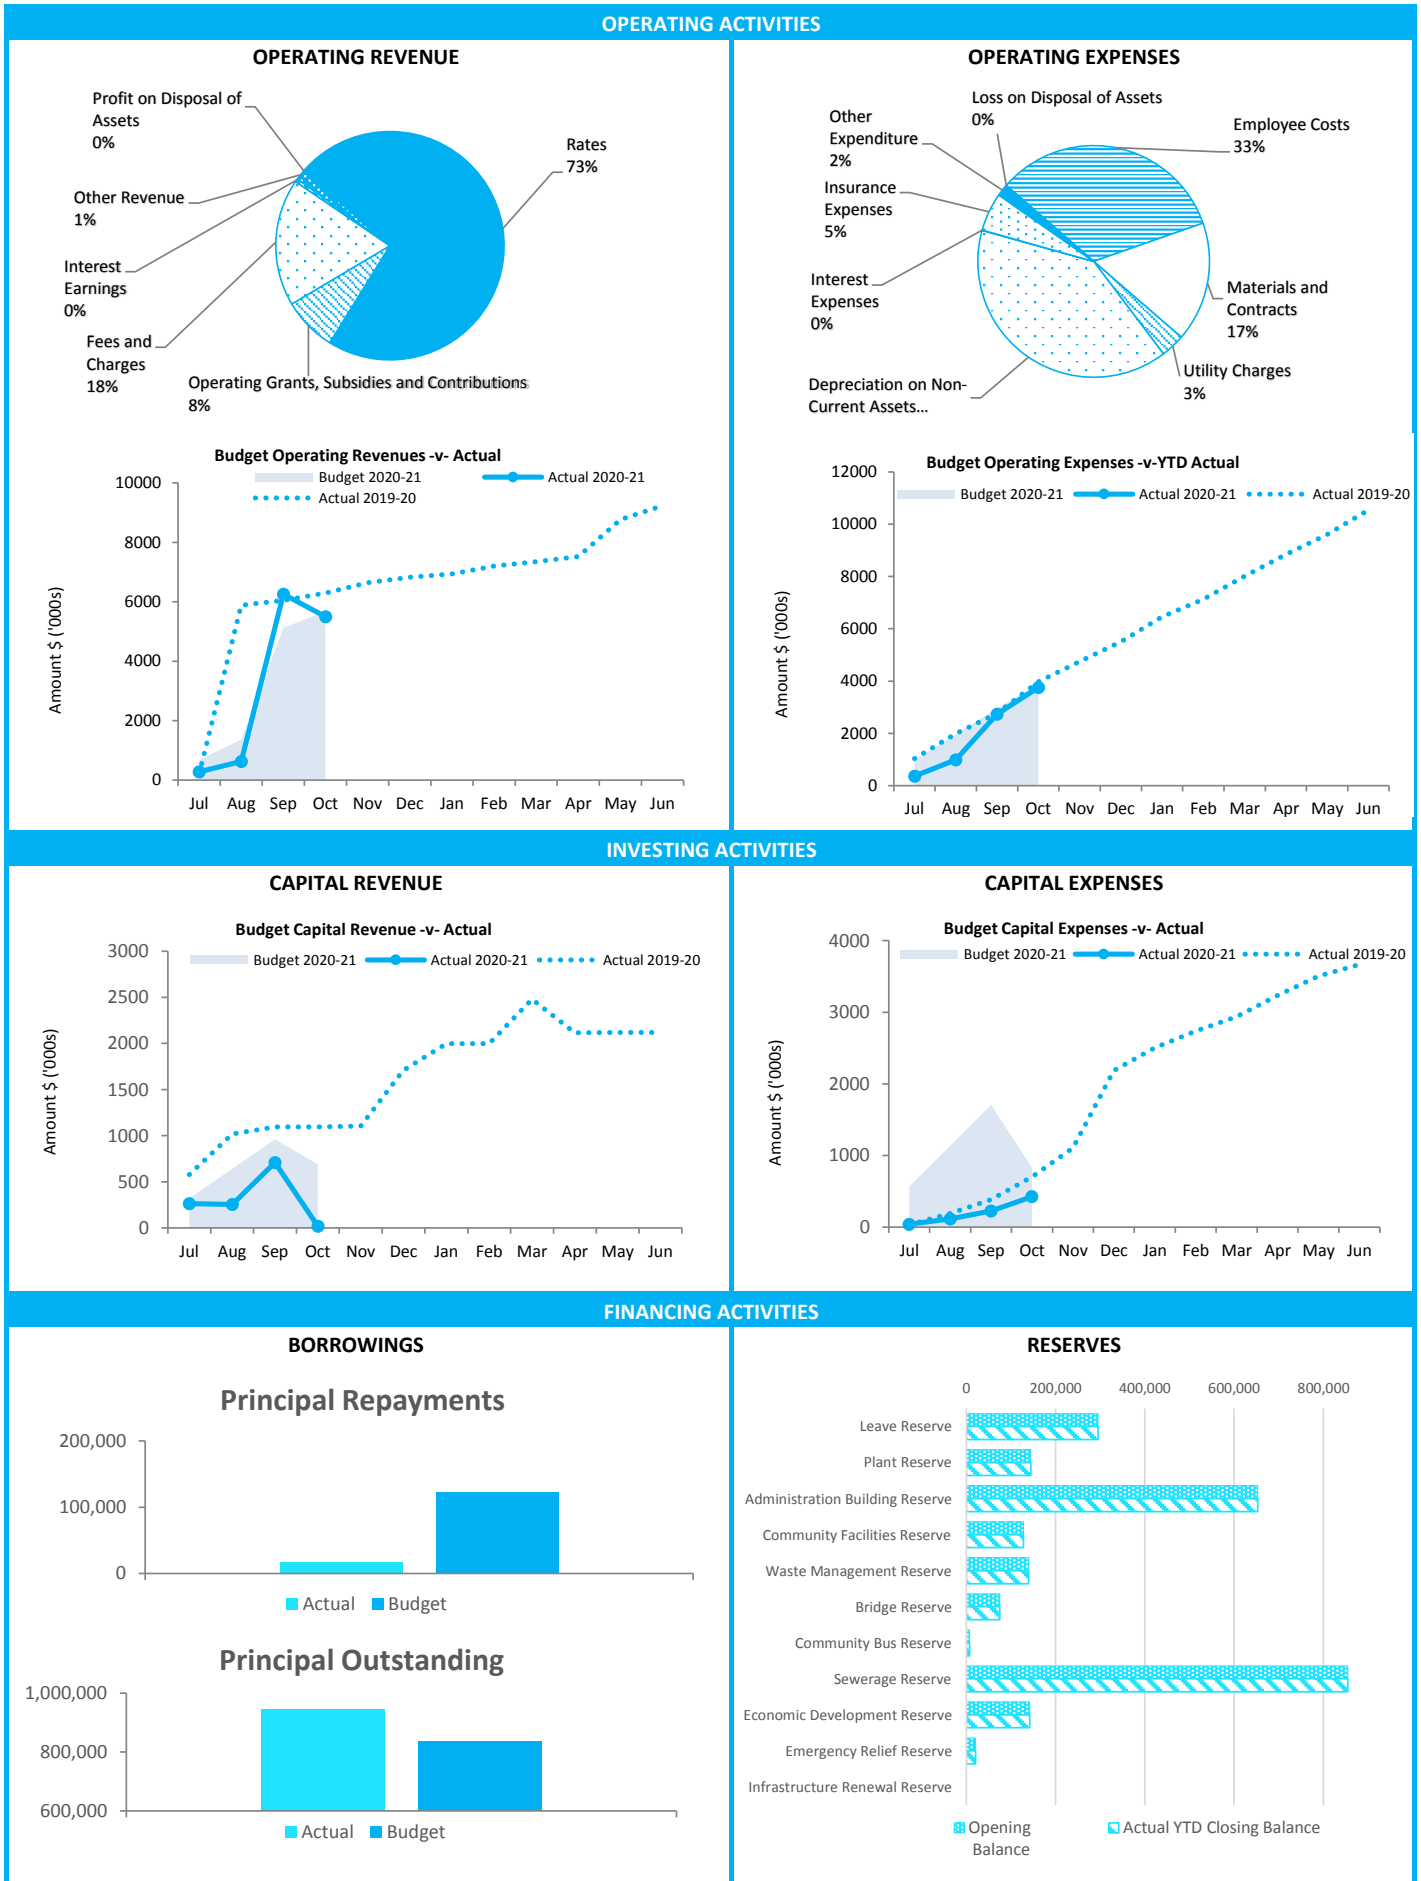 OPERATING ACTIVITIES
OPERATING REVENUE
Profit on Disposal of
Assets
0%
Rates
73%
Other Revenue
1%
Interest
Earnings
0%
Fees and
Charges
18%
Operating Grants, Subsidies and Contributions
8%
OPERATING EXPENSES
Loss on Disposal of Assets
0%
Other
Expenditure
2%
Employee Costs
33%
Insurance
Expenses
5%
Interest
Expenses
0%
Materials and
Contracts
17%
Utility Charges
3%
Depreciation on Non-
Current Assets...
Budget Operating Revenues -v- Actual
Budget 2020-21
Actual 2020-21
Actual 2019-20
Amount $ ('000s)
10000
8000
6000
4000
2000
0
Jul Aug Sep Oct Nov Dec Jan Feb Mar Apr May Jun
Budget Operating Expenses -v-YTD Actual
Budget 2020-21 Actual 2020-21 Actual 2019-20
Amount $ ('000s)
12000
10000
8000
6000
4000
2000
0
Jul Aug Sep Oct Nov Dec Jan Feb Mar Apr May Jun
INVESTING ACTIVITIES
CAPITAL REVENUE
Budget Capital Revenue -v- Actual
Budget 2020-21 Actual 2020-21 Actual 2019-20
Amount $ ('000s)
3000
2500
2000
1500
1000
500
0
Jul Aug Sep Oct Nov Dec Jan Feb Mar Apr May Jun
CAPITAL EXPENSES
Budget Capital Expenses -v- Actual
Budget 2020-21 Actual 2020-21 Actual 2019-20
Amount $ ('000s)
4000
3000
2000
1000
0
Jul Aug Sep Oct Nov Dec Jan Feb Mar Apr May Jun
FINANCING ACTIVITIES
BORROWINGS
Principal Repayments
200,000
100,000
0
Actual Budget
Principal Outstanding
1,000,000
800,000
600,000
Actual Budget
RESERVES
0 200,000 400,000 600,000 800,000
Leave Reserve
Plant Reserve
Administration Building Reserve
Community Facilities Reserve
Waste Management Reserve
Bridge Reserve
Community Bus Reserve
Sewerage Reserve
Economic Development Reserve
Emergency Relief Reserve
Infrastructure Renewal Reserve
Opening
Balance
Actual YTD Closing Balance